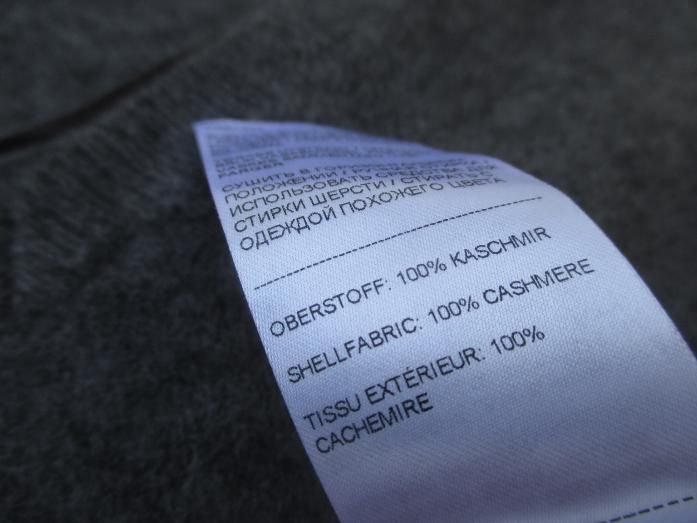 СУШИТЬ В
ПОЛОЖЕНИИ /
ИСПОЛЬЗОВАТЬ СРЕДСТВА ДЛЯ
СТИРКИ ШЕРСТИ / СТИРАТЬ С
ОДЕЖДОЙ ПОХОЖЕГО ЦВЕТА
OBERSTOFF: 100% KASCHMIR
SHELLFABRIC: 100% CASHMERE
TISSU EXTÉRIEUR: 100%
CACHEMIRE